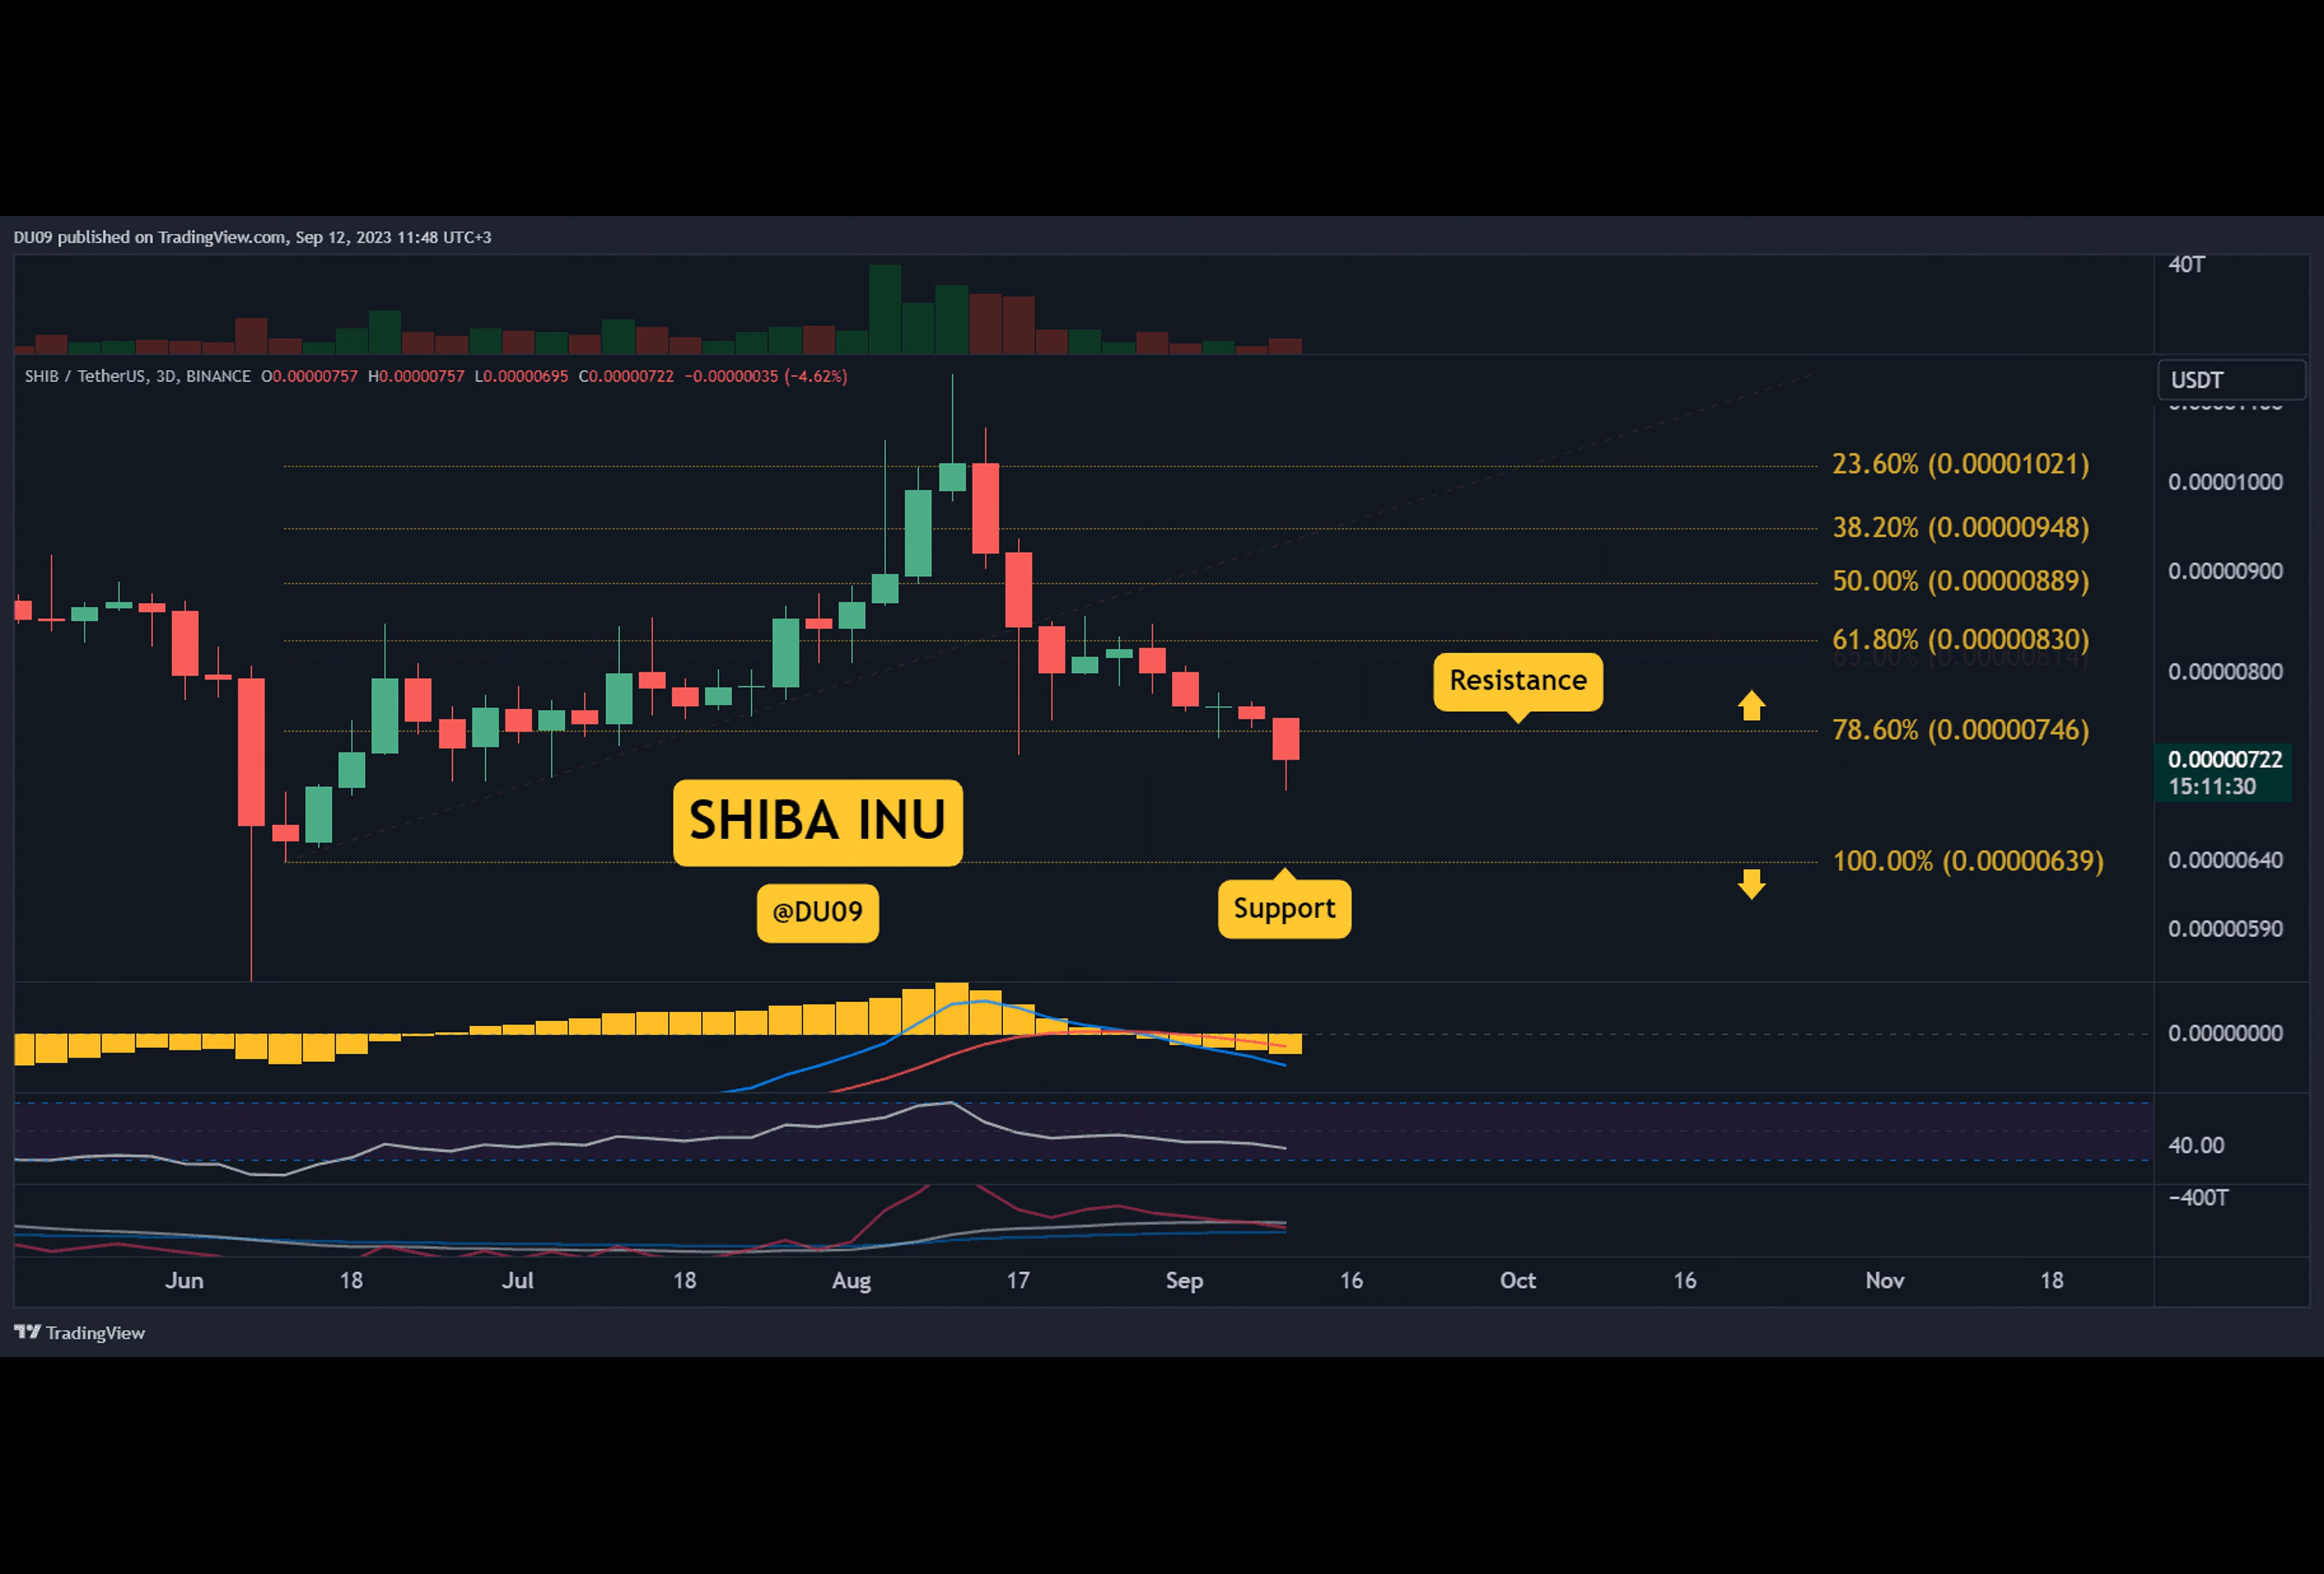 DU09 published on TradingView.com, Sep 12, 2023 11:48 UTC+3
40T
SHIB / TetherUS, 3D, BINANCE O0.00000757 H0.00000757 L0.00000695 C0.00000722 −0.00000035 (−4.62%)
USDT
23.60% (0.00001021)
0.00001000
38.20% (0.00000948)
0.00000900
50.00% (0.00000889)
61.80% (0.00000830)
65.00% (0.00000814)
0.00000800
Resistance
78.60% (0.00000746)
0.00000722
15:11:30
SHIBA INU
100.00% (0.00000639)
0.00000640
@DU09
Support
0.00000590
0.00000000
40.00
−400T
Jun 18 Jul 18 Aug 17 Sep 16 Oct 16 Nov 18
TradingView